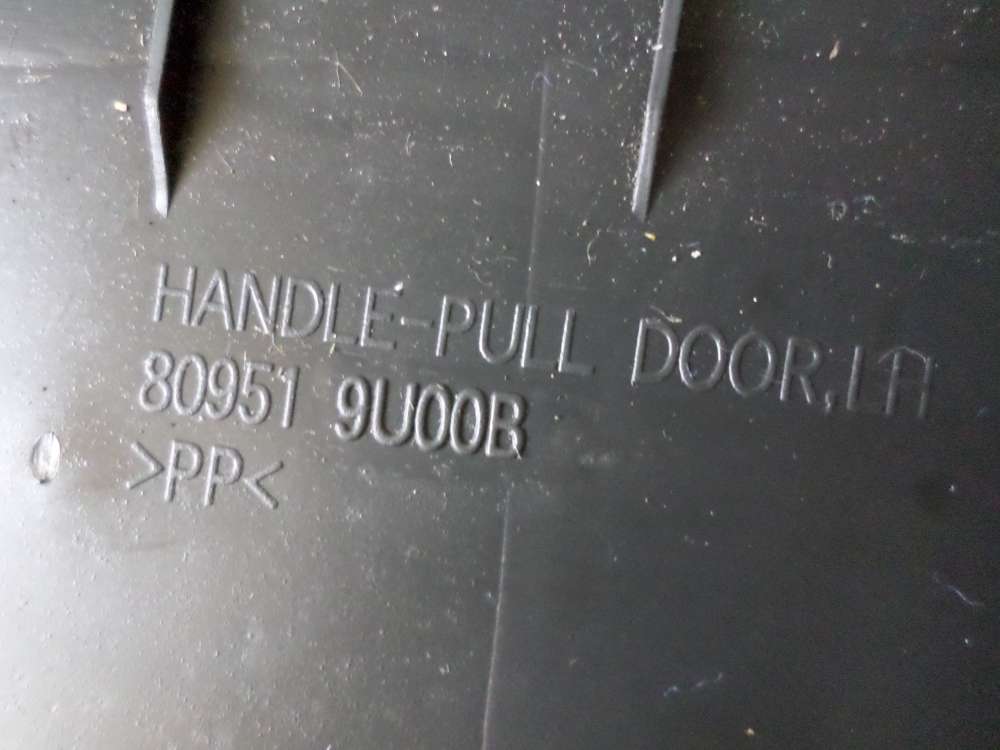 HANDLE-PULL DOOR,LH
80951 9U00B
>PP<